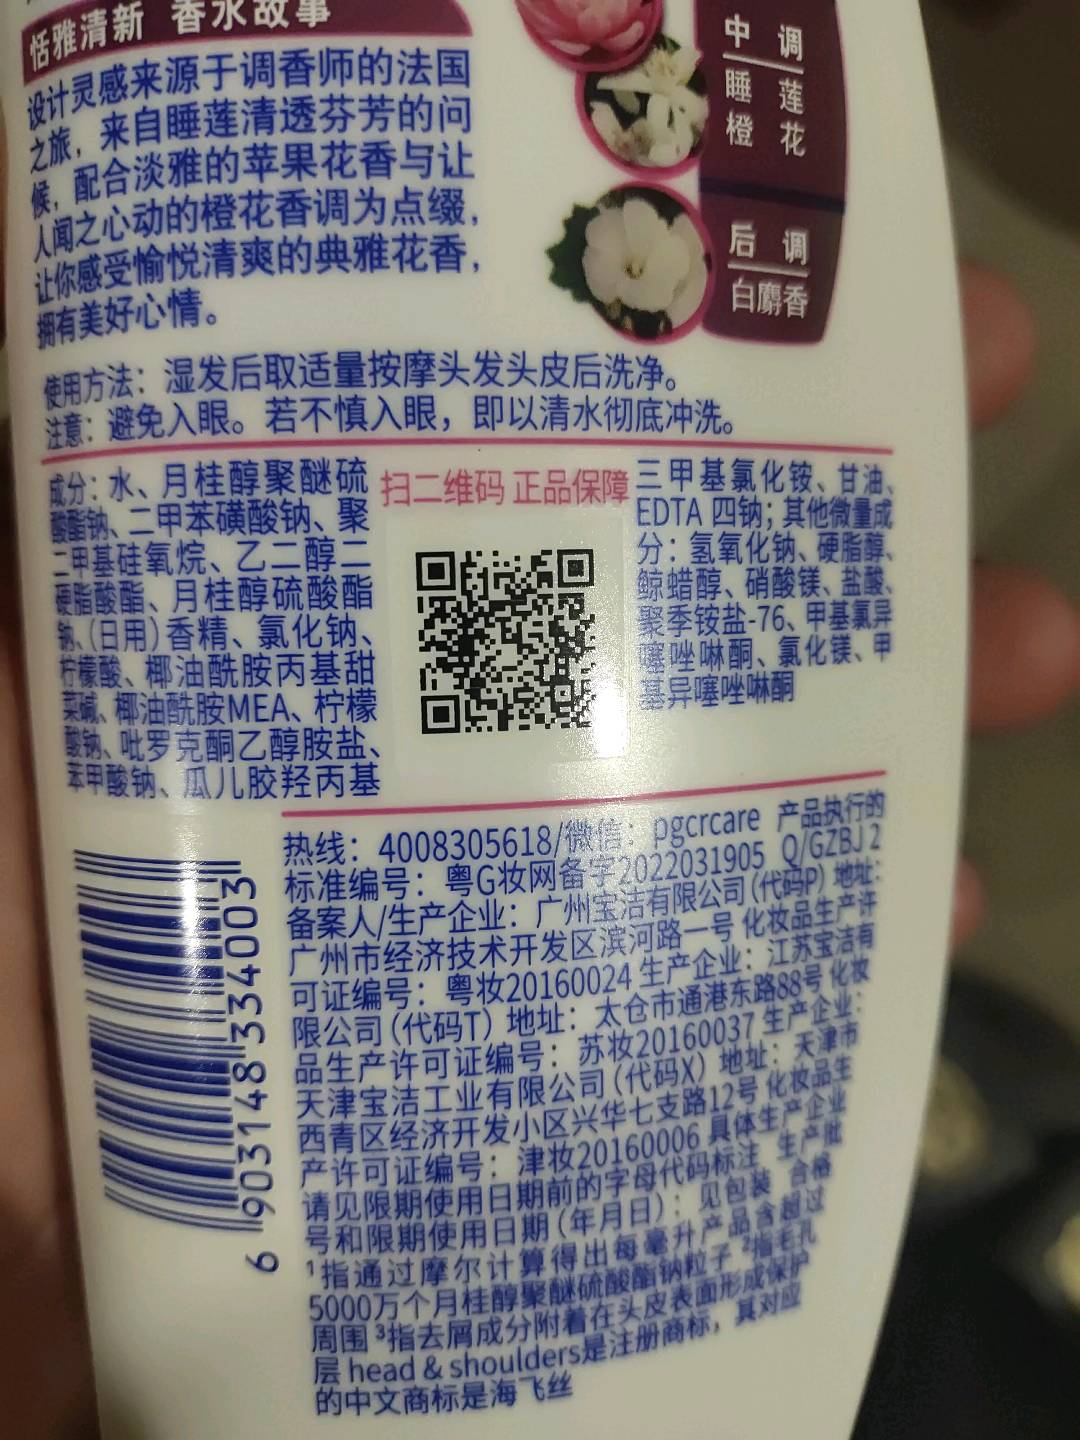 恬雅清新 香水故事
设计灵感来源于调香师的法国
之旅，来自睡莲清透芬芳的问
候，配合淡雅的苹果花香与让
人闻之心动的橙花香调为点缀，
让你感受愉悦清爽的典雅花香，
拥有美好心情。
中调
睡莲
橙花
后调
白麝香
使用方法：湿发后取适量按摩头发头皮后洗净。
注意：避免入眼。若不慎入眼，即以清水彻底冲洗。
成分：水、月桂醇聚醚硫
酸酯钠、二甲苯磺酸钠、聚
二甲基硅氧烷、乙二醇二
硬脂酸酯、月桂醇硫酸酯
钠、(日用)香精、氯化钠、
柠檬酸、椰油酰胺丙基甜
菜碱、椰油酰胺MEA、柠檬
酸钠、吡罗克酮乙醇胺盐、
苯甲酸钠、瓜儿胶羟丙基
扫二维码 正品保障
三甲基氯化铵、甘油、
EDTA 四钠；其他微量成
分：氢氧化钠、硬脂醇、
鲸蜡醇、硝酸镁、盐酸、
聚季铵盐-76、甲基氯异
噻唑啉酮、氯化镁、甲
基异噻唑啉酮
热线：4008305618/微信：pgcrcare 产品执行的
标准编号：粤G妆网备字2022031905 Q/GZBJ 2
备案人/生产企业：广州宝洁有限公司(代码P) 地址：
广州市经济技术开发区滨河路一号 化妆品生产许
可证编号：粤妆20160024 生产企业：江苏宝洁有
限公司(代码T) 地址：太仓市通港东路88号 化妆
品生产许可证编号：苏妆20160037 生产企业：
天津宝洁工业有限公司(代码X) 地址：天津市
西青区经济开发小区兴华七支路12号 化妆品生
产许可证编号：津妆20160006 具体生产企业
请见限期使用日期前的字母代码标注 生产批
号和限期使用日期(年月日)：见包装 合格
¹指通过摩尔计算得出每毫升产品含超过
5000万个月桂醇聚醚硫酸酯钠粒子 ²指毛孔
周围 ³指去屑成分附着在头皮表面形成保护
层 head & shoulders是注册商标，其对应
的中文商标是海飞丝
6 903148 334003